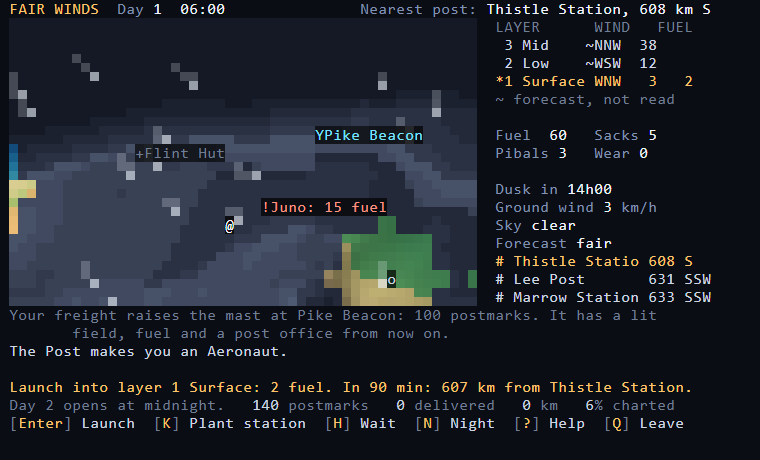 FAIR WINDS  Day 1  06:00    Nearest post: Thistle Station, 608 km S
LAYER  WIND  FUEL
3 Mid  ~NNW  38
2 Low  ~WSW  12
*1 Surface WNW  3  2
~ forecast, not read
YPike Beacon
Fuel 60  Sacks 5
+Flint Hut
Pibals 3  Wear 0
Dusk in 14h00
!Juno: 15 fuel
Ground wind 3 km/h
@
Sky clear
Forecast fair
# Thistle Statio 608 S
o
# Lee Post  631 SSW
# Marrow Station 633 SSW
Your freight raises the mast at Pike Beacon: 100 postmarks. It has a lit
field, fuel and a post office from now on.
The Post makes you an Aeronaut.
Launch into layer 1 Surface: 2 fuel. In 90 min: 607 km from Thistle Station.
Day 2 opens at midnight.  140 postmarks  0 delivered  0 km  6% charted
[Enter] Launch  [K] Plant station  [H] Wait  [N] Night  [?] Help  [Q] Leave